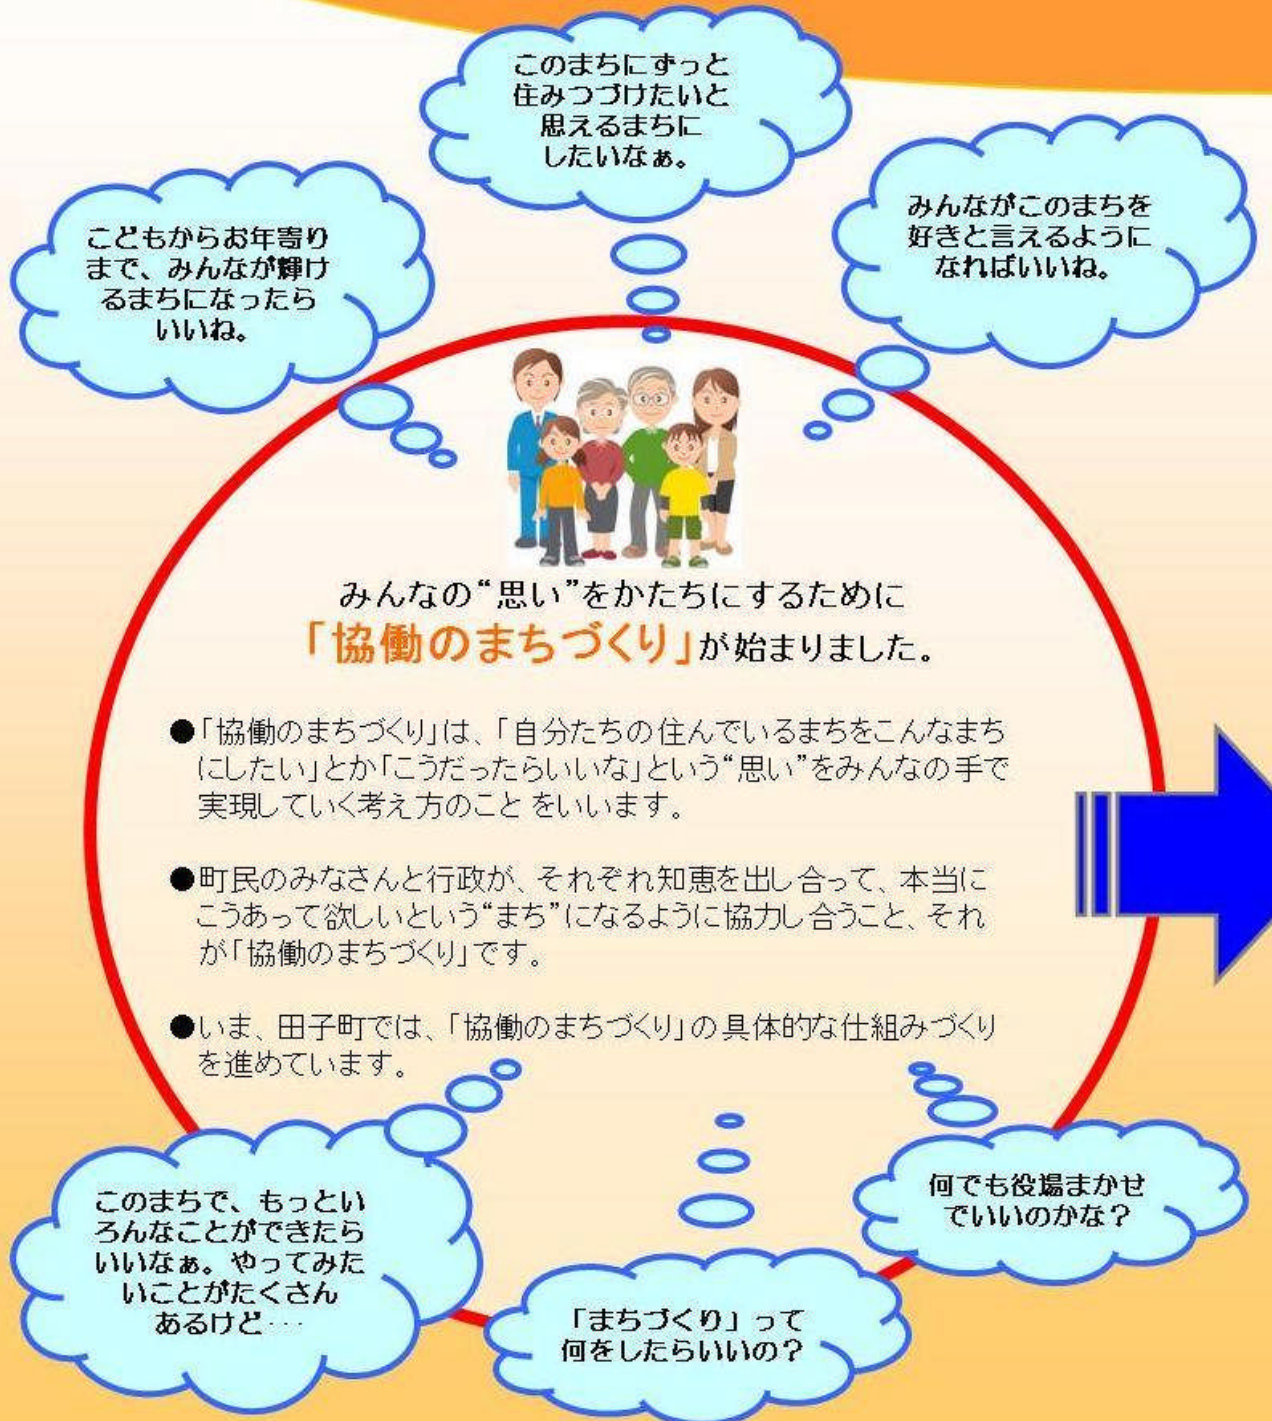 このまちにずっと
住みつづけたいと
思えるまちに
したいなぁ。
みんながこのまちを
好きと言えるように
なればいいね。
こどもからお年寄り
まで、みんなが輝け
るまちになったら
いいね。
みんなの“思い”をかたちにするために
「協働のまちづくり」が始まりました。
●「協働のまちづくり」は、「自分たちの住んでいるまちをこんなまち
にしたい」とか「こうだったらいいな」という“思い”をみんなの手で
実現していく考え方のことをいいます。
●町民のみなさんと行政が、それぞれ知恵を出し合って、本当に
こうあって欲しいという“まち”になるように協力し合うこと、それ
が「協働のまちづくり」です。
●いま、田子町では、「協働のまちづくり」の具体的な仕組みづくり
を進めています。
このまちで、もっとい
ろんなことができたら
いいなぁ。やってみた
いことがたくさん
あるけど…
「まちづくり」って
何をしたらいいの？
何でも役場まかせ
でいいのかな？